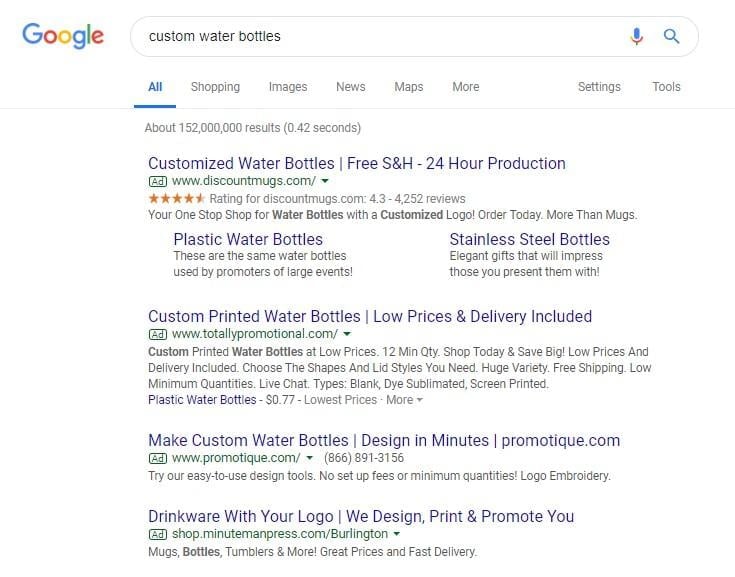 Google
custom water bottles
All Shopping Images News Maps More Settings Tools
About 152,000,000 results (0.42 seconds)
Customized Water Bottles | Free S&H - 24 Hour Production
Ad www.discountmugs.com/
Rating for discountmugs.com: 4.3 - 4,252 reviews
Your One Stop Shop for Water Bottles with a Customized Logo! Order Today. More Than Mugs.
Plastic Water Bottles
These are the same water bottles
used by promoters of large events!
Stainless Steel Bottles
Elegant gifts that will impress
those you present them with!
Custom Printed Water Bottles | Low Prices & Delivery Included
Ad www.totallypromotional.com/
Custom Printed Water Bottles at Low Prices. 12 Min Qty. Shop Today & Save Big! Low Prices And
Delivery Included. Choose The Shapes And Lid Styles You Need. Huge Variety. Free Shipping. Low
Minimum Quantities. Live Chat. Types: Blank, Dye Sublimated, Screen Printed.
Plastic Water Bottles - $0.77 - Lowest Prices · More
Make Custom Water Bottles | Design in Minutes | promotique.com
Ad www.promotique.com/ (866) 891-3156
Try our easy-to-use design tools. No set up fees or minimum quantities! Logo Embroidery.
Drinkware With Your Logo | We Design, Print & Promote You
Ad shop.minutemanpress.com/Burlington
Mugs, Bottles, Tumblers & More! Great Prices and Fast Delivery.